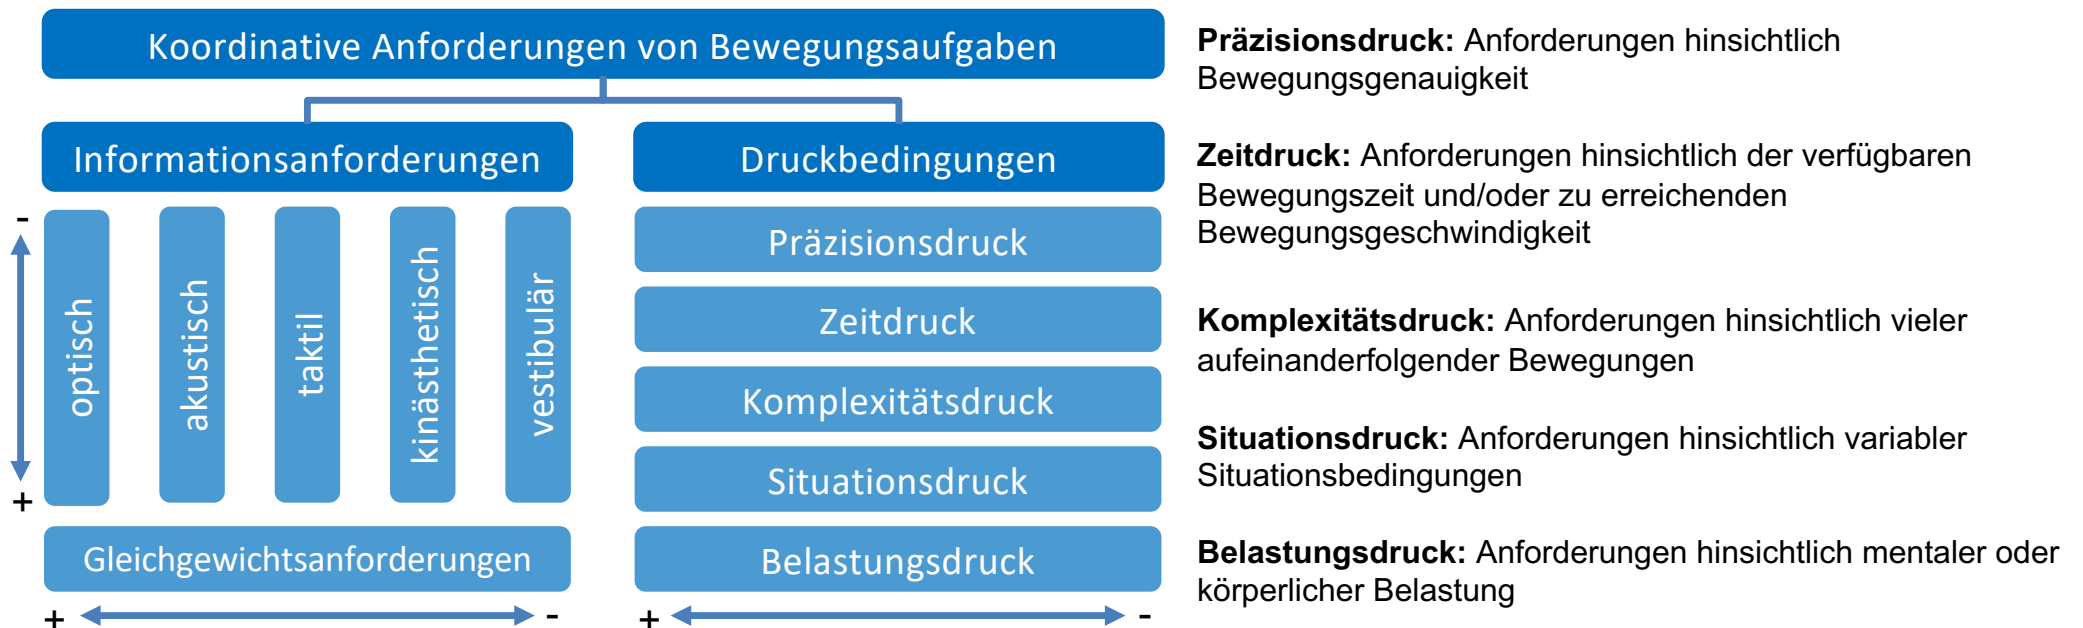 Koordinative Anforderungen von Bewegungsaufgaben
Informationsanforderungen
-
+
optisch
akustisch
taktil
kinästhetisch
vestibulär
Gleichgewichtsanforderungen
+ -
Druckbedingungen
Präzisionsdruck
Zeitdruck
Komplexitätsdruck
Situationsdruck
Belastungsdruck
+ -
Präzisionsdruck: Anforderungen hinsichtlich
Bewegungsgenauigkeit
Zeitdruck: Anforderungen hinsichtlich der verfügbaren
Bewegungszeit und/oder zu erreichenden
Bewegungsgeschwindigkeit
Komplexitätsdruck: Anforderungen hinsichtlich vieler
aufeinanderfolgender Bewegungen
Situationsdruck: Anforderungen hinsichtlich variabler
Situationsbedingungen
Belastungsdruck: Anforderungen hinsichtlich mentaler oder
körperlicher Belastung